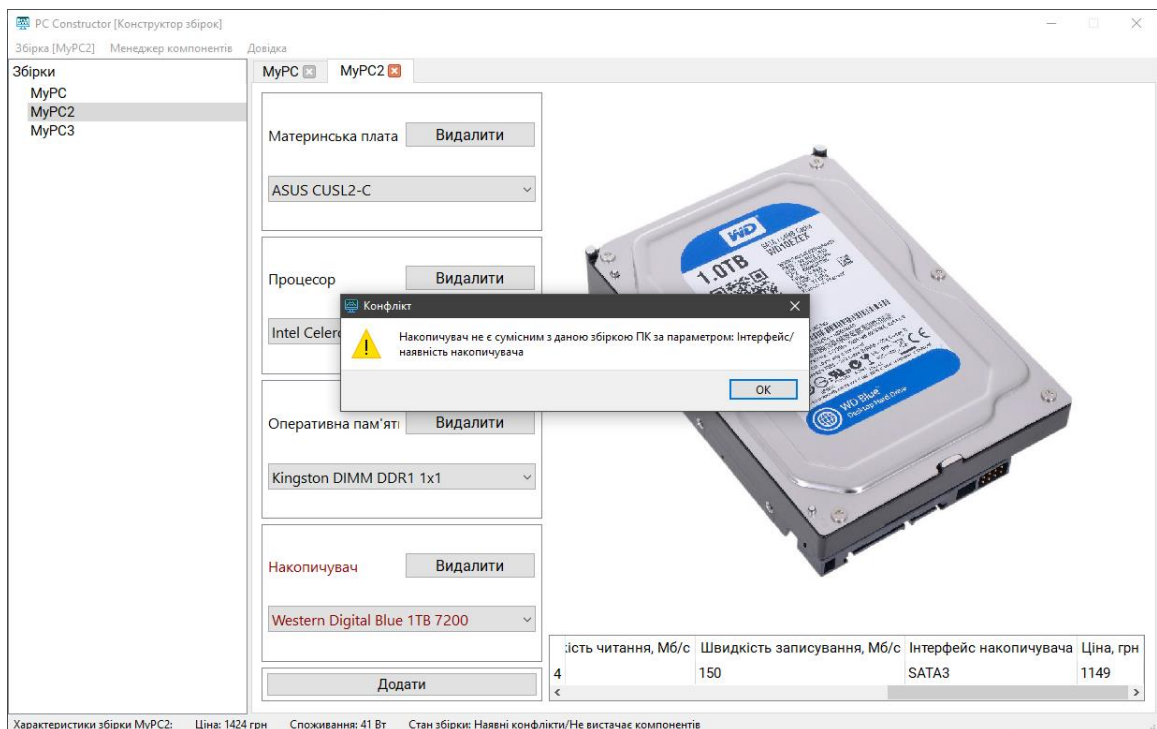 PC Constructor [Конструктор збірок]
Збірка [MyPC2] Менеджер компонентів Довідка
Збірки
MyPC
MyPC2
MyPC3
MyPC MyPC2
Материнська плата Видалити
ASUS CUSL2-C
Процесор Видалити
Intel
Конфлікт
Накопичувач не є сумісним з даною збіркою ПК за параметром: Інтерфейс/
наявність накопичувача
OK
Оперативна Видалити
Kingston DIMM DDR1 1x1
Накопичувач Видалити
Western Digital Blue 1TB 7200
Додати
WD
1.0TB
WD10EZEX
WD Blue
Desktop Hard Drive
читання, Мб/с Швидкість записування, Мб/с Інтерфейс накопичувача Ціна, грн
4 150 SATA3 1149
Характеристики збірки MyPC2: Ціна: 1424 грн Споживання: 41 Вт Стан збірки: Наявні конфлікти/Не вистачає компонентів